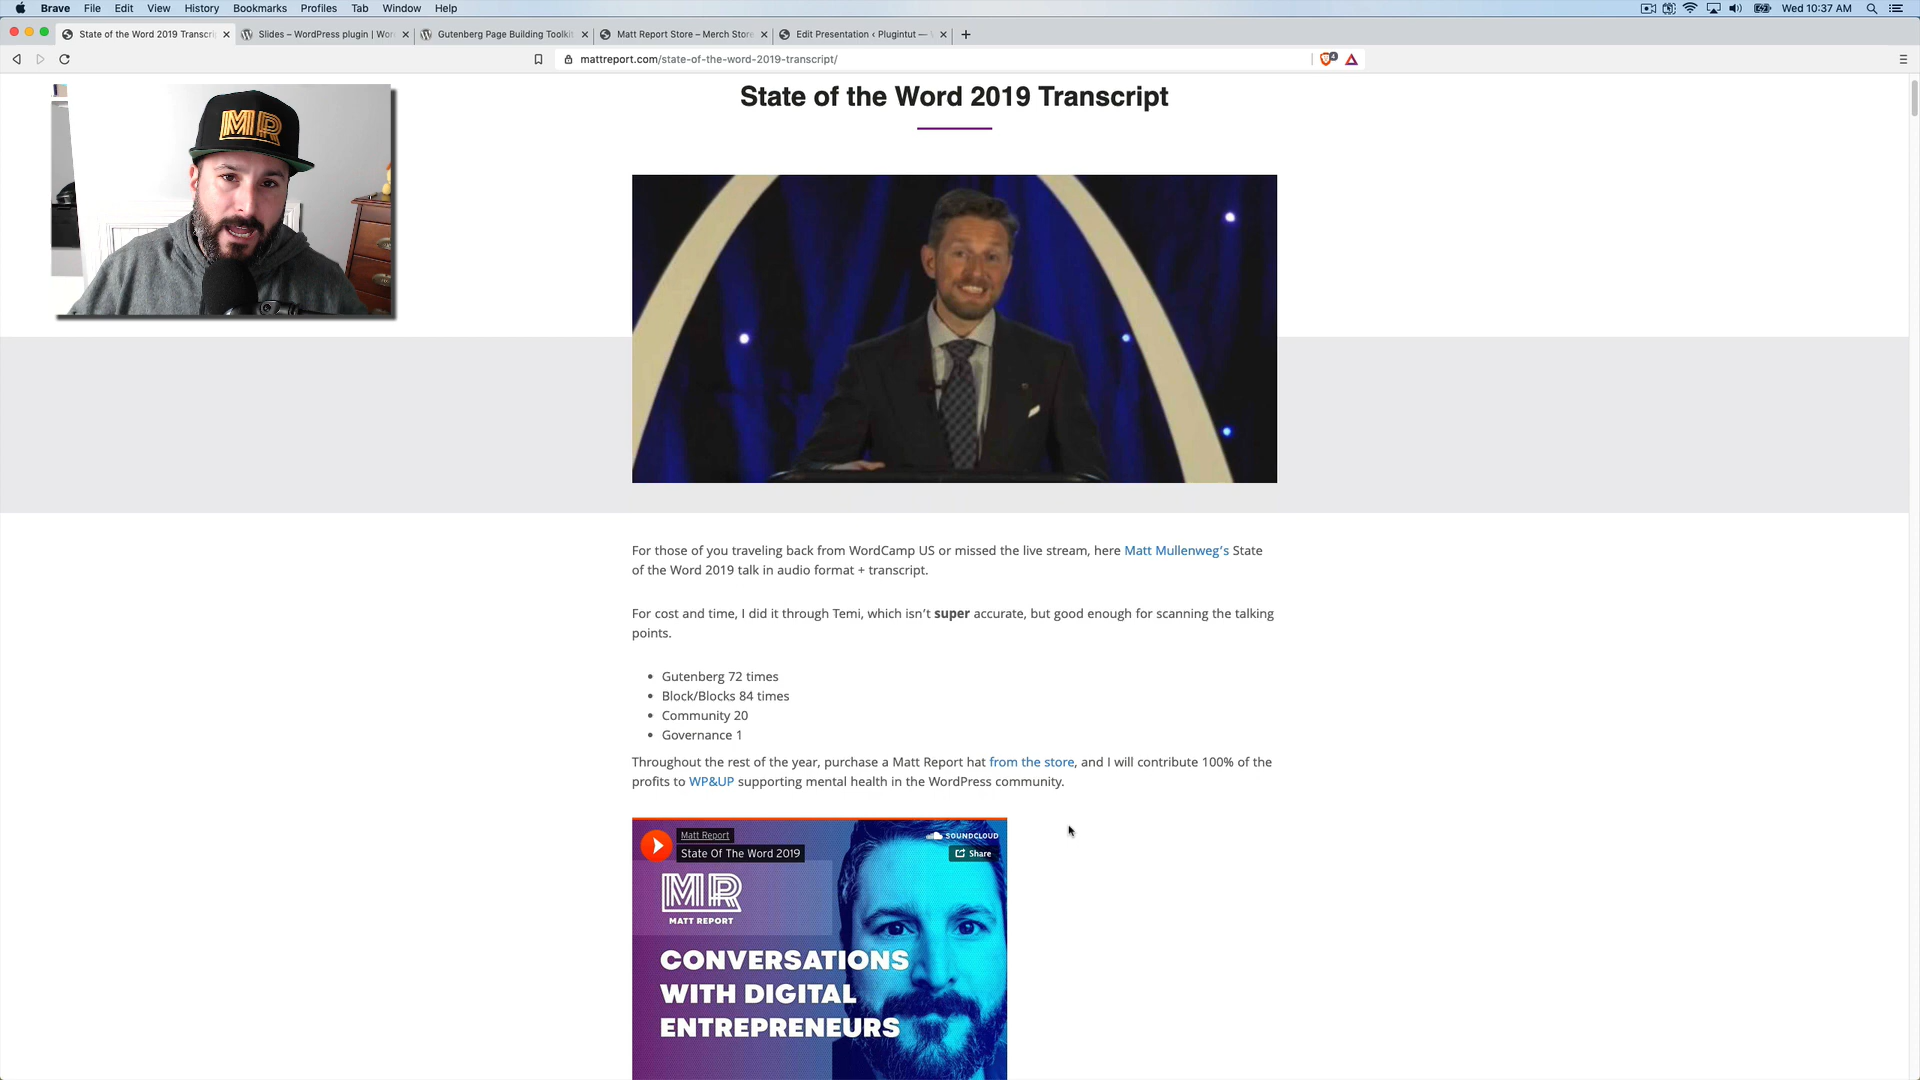 Brave File Edit View History Bookmarks Profiles Tab Window Help Wed 10:37 AM
State of the Word 2019 Transcri Slides – WordPress plugin | Wor Gutenberg Page Building Toolki Matt Report Store – Merch Store Edit Presentation ‹ Plugintut —
mattreport.com/state-of-the-word-2019-transcript/
State of the Word 2019 Transcript
MR
For those of you traveling back from WordCamp US or missed the live stream, here Matt Mullenweg's State
of the Word 2019 talk in audio format + transcript.
For cost and time, I did it through Temi, which isn't super accurate, but good enough for scanning the talking
points.
• Gutenberg 72 times
• Block/Blocks 84 times
• Community 20
• Governance 1
Throughout the rest of the year, purchase a Matt Report hat from the store, and I will contribute 100% of the
profits to WP&UP supporting mental health in the WordPress community.
Matt Report SOUNDCLOUD
State Of The Word 2019 Share
MR
MATT REPORT
CONVERSATIONS
WITH DIGITAL
ENTREPRENEURS